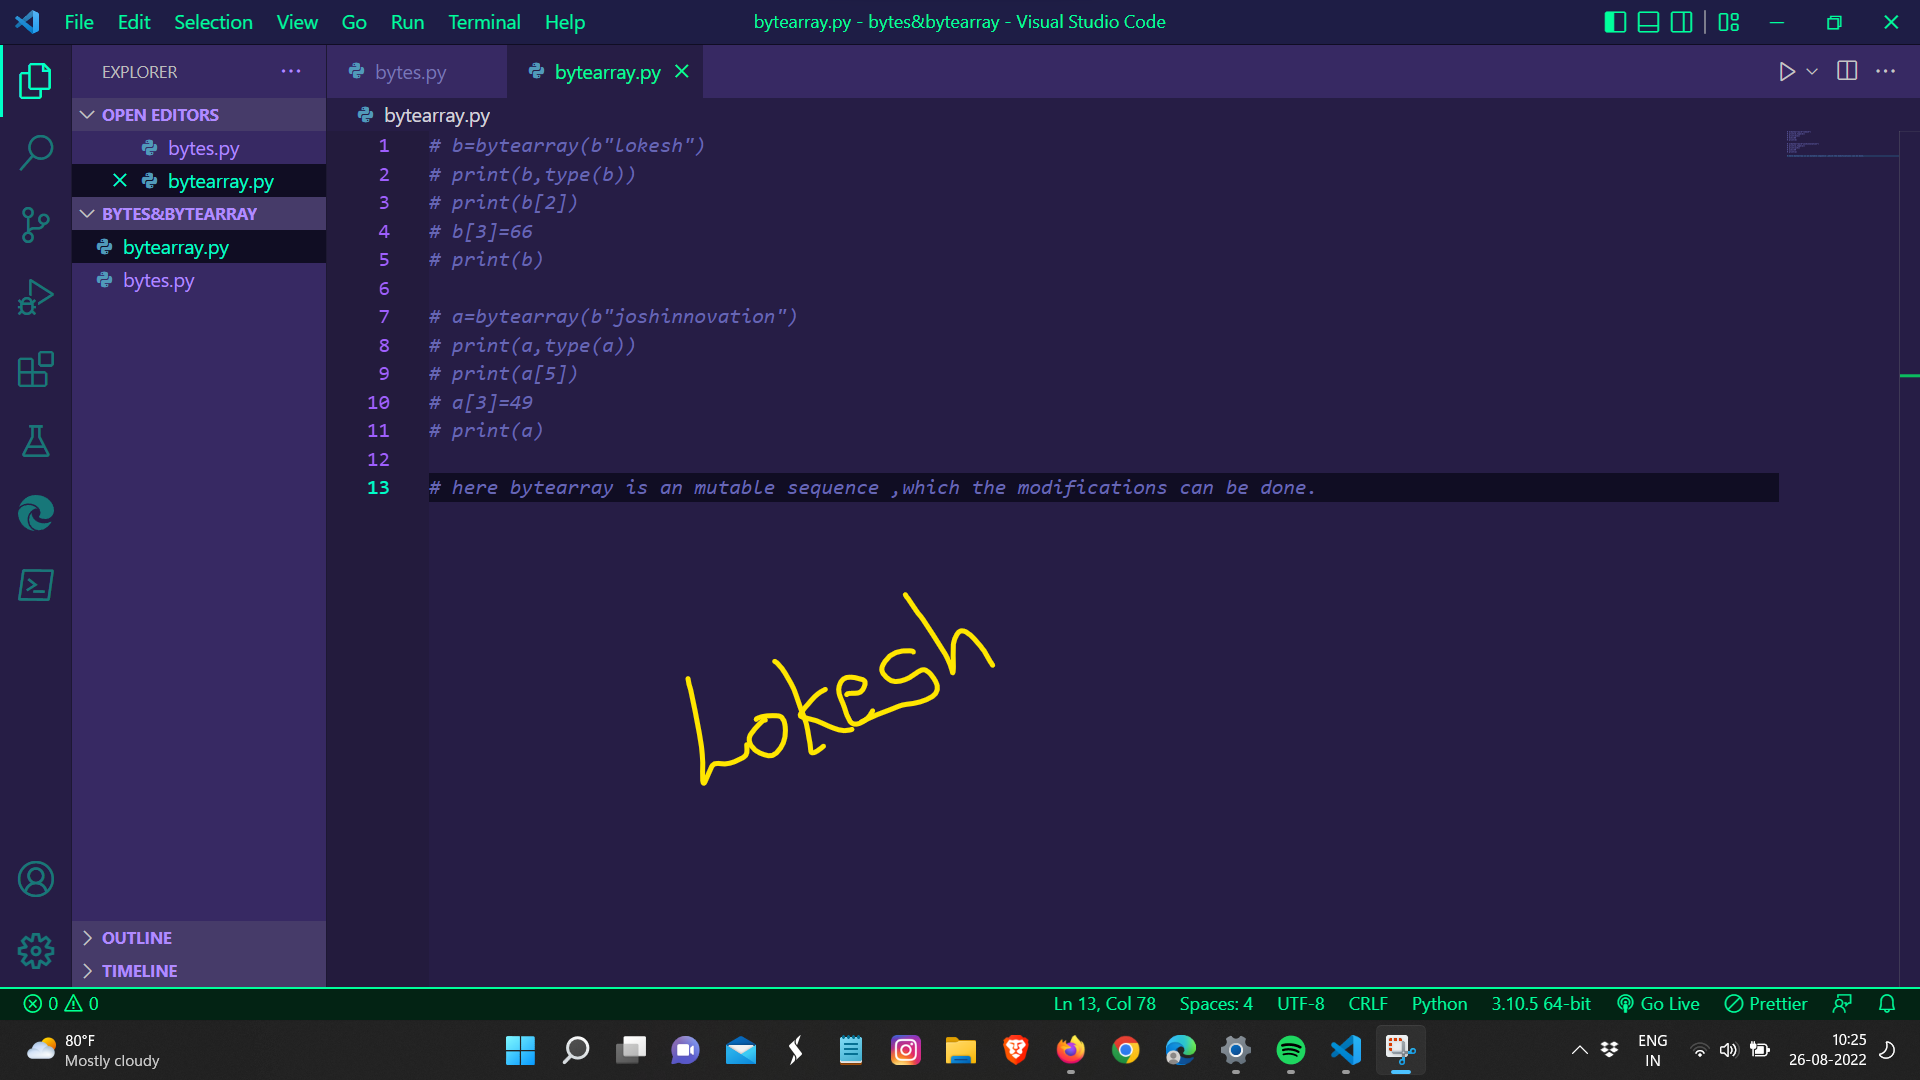 File Edit Selection View Go Run Terminal Help
bytearray.py - bytes&bytearray - Visual Studio Code
EXPLORER
bytes.py
bytearray.py
OPEN EDITORS
bytearray.py
bytes.py
bytearray.py
BYTES&BYTEARRAY
bytearray.py
bytes.py
1 # b=bytearray(b"lokesh")
2 # print(b,type(b))
3 # print(b[2])
4 # b[3]=66
5 # print(b)
6
7 # a=bytearray(b"joshinnovation")
8 # print(a,type(a))
9 # print(a[5])
10 # a[3]=49
11 # print(a)
12
13 # here bytearray is an mutable sequence ,which the modifications can be done.
Lokesh
OUTLINE
TIMELINE
0 0
Ln 13, Col 78 Spaces: 4 UTF-8 CRLF Python 3.10.5 64-bit Go Live Prettier
80°F
Mostly cloudy
ENG
IN
10:25
26-08-2022